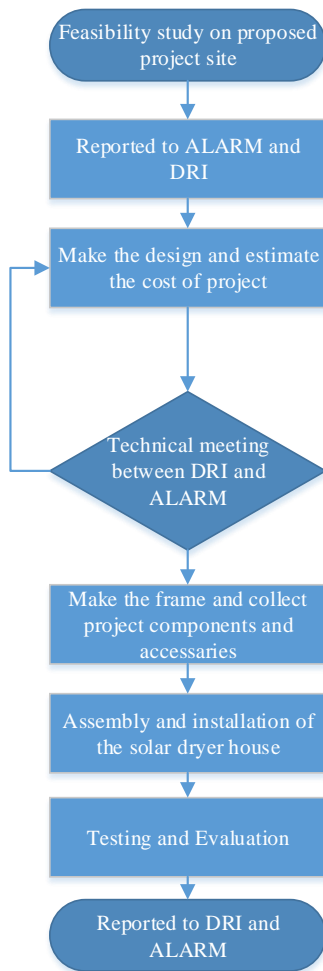 Feasibility study on proposed
project site
Reported to ALARM and
DRI
Make the design and estimate
the cost of project
Technical meeting
between DRI and
ALARM
Make the frame and collect
project components and
accessaries
Assembly and installation of
the solar dryer house
Testing and Evaluation
Reported to DRI and
ALARM